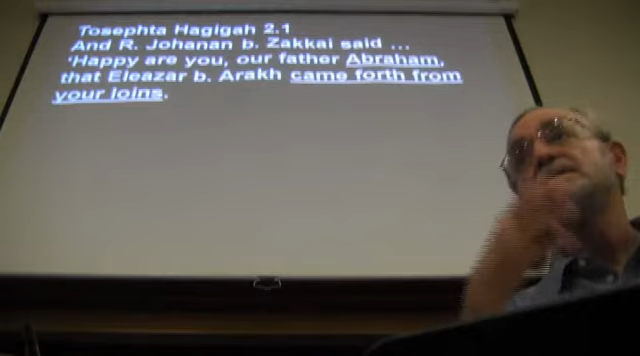 Tosephta Hagigah 2.1
And R. Johanan b. Zakkai said ...
'Happy are you, our father Abraham,
that Eleazar b. Arakh came forth from
your loins.